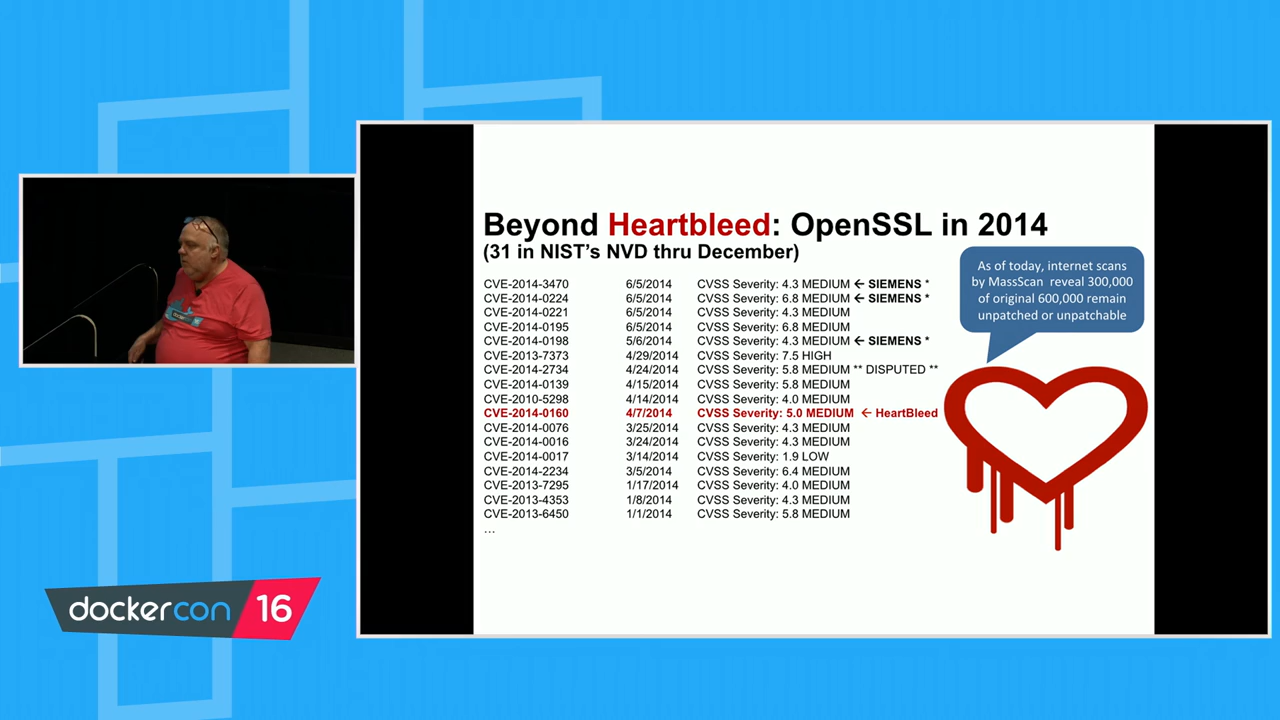 Beyond Heartbleed: OpenSSL in 2014
(31 in NIST's NVD thru December)
As of today, internet scans
by MassScan reveal 300,000
of original 600,000 remain
unpatched or unpatchable
CVE-2014-3470 6/5/2014 CVSS Severity: 4.3 MEDIUM ← SIEMENS *
CVE-2014-0224 6/5/2014 CVSS Severity: 6.8 MEDIUM ← SIEMENS *
CVE-2014-0221 6/5/2014 CVSS Severity: 4.3 MEDIUM
CVE-2014-0195 6/5/2014 CVSS Severity: 6.8 MEDIUM
CVE-2014-0198 5/6/2014 CVSS Severity: 4.3 MEDIUM ← SIEMENS *
CVE-2013-7373 4/29/2014 CVSS Severity: 7.5 HIGH
CVE-2014-2734 4/24/2014 CVSS Severity: 5.8 MEDIUM ** DISPUTED **
CVE-2014-0139 4/15/2014 CVSS Severity: 5.8 MEDIUM
CVE-2010-5298 4/14/2014 CVSS Severity: 4.0 MEDIUM
CVE-2014-0160 4/7/2014 CVSS Severity: 5.0 MEDIUM ← HeartBleed
CVE-2014-0076 3/25/2014 CVSS Severity: 4.3 MEDIUM
CVE-2014-0016 3/24/2014 CVSS Severity: 4.3 MEDIUM
CVE-2014-0017 3/14/2014 CVSS Severity: 1.9 LOW
CVE-2014-2234 3/5/2014 CVSS Severity: 6.4 MEDIUM
CVE-2013-7295 1/17/2014 CVSS Severity: 4.0 MEDIUM
CVE-2013-4353 1/8/2014 CVSS Severity: 4.3 MEDIUM
CVE-2013-6450 1/1/2014 CVSS Severity: 5.8 MEDIUM
…
dockercon 16